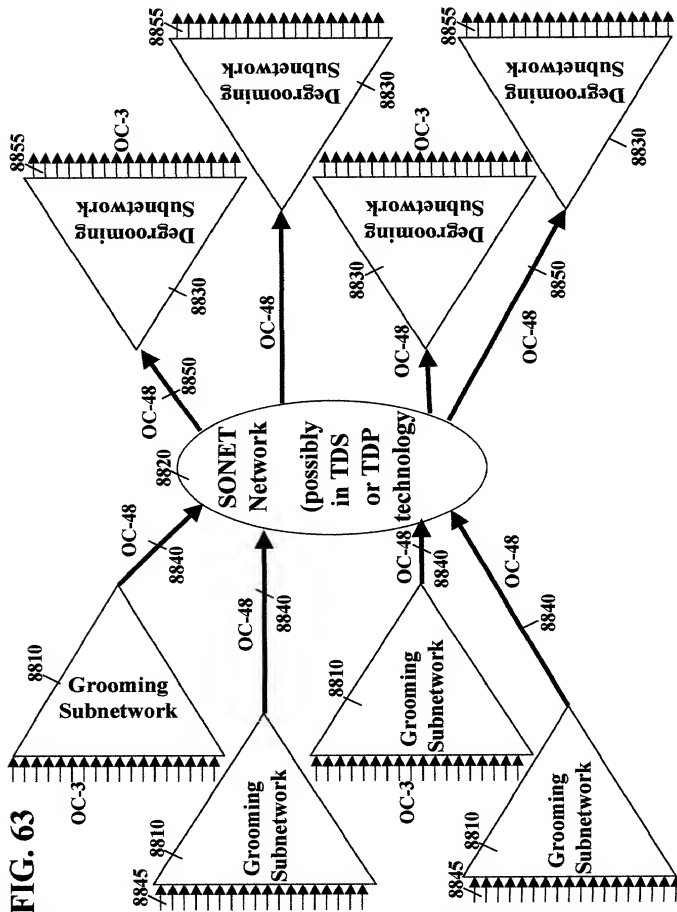 FIG. 63
8845
8810
Grooming
Subnetwork
OC-48
8840
OC-3
8810
Grooming
Subnetwork
OC-48
8840
8845
8810
Grooming
Subnetwork
OC-48
8840
OC-3
8810
Grooming
Subnetwork
OC-48
8840
8820
SONET
Network
(possibly
in TDS
or TDP
technology
OC-48
8850
8830
Degrooming
Subnetwork
8855
OC-3
OC-48
8830
Degrooming
Subnetwork
8855
OC-48
8830
Degrooming
Subnetwork
OC-3
OC-48
8850
8830
Degrooming
Subnetwork
8855